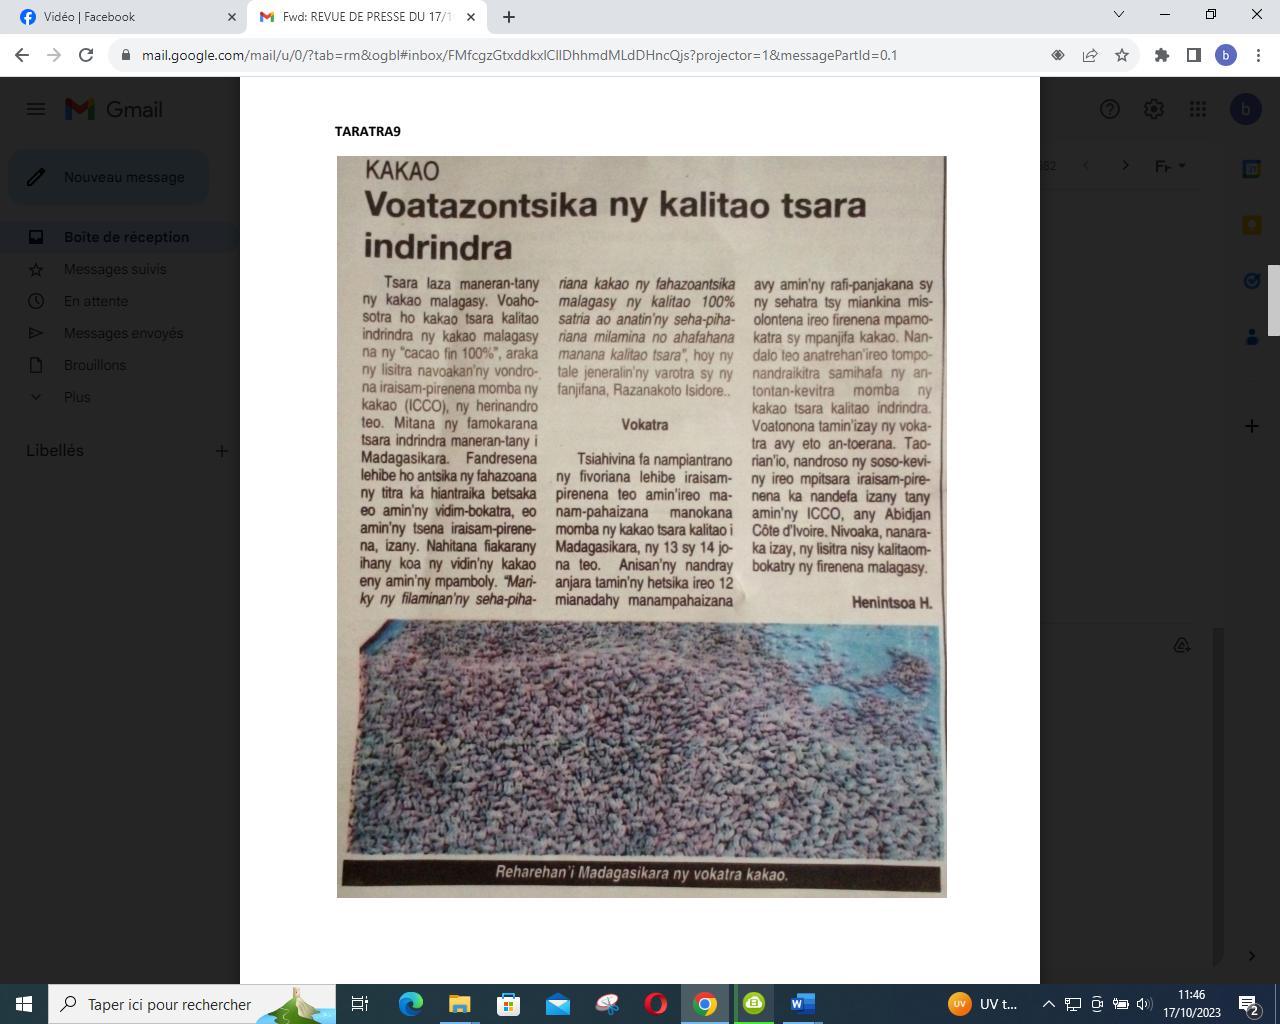 Vidéo | Facebook
Fwd: REVUE DE PRESSE DU 17/1
mail.google.com/mail/u/0/?tab=rm&ogbl#inbox/FMfcgzGtxddkxlCllDhhmdMLdDHncQjs?projector=1&messagePartId=0.1
b
Gmail
b
Nouveau message
Boîte de réception
Messages suivis
En attente
Messages envoyés
Brouillons
Plus
Libellés
TARATRA9
KAKAO
Voatazontsika ny kalitao tsara
indrindra
Tsara laza maneran-tany
ny kakao malagasy. Voaho-
sotra ho kakao tsara kalitao
indrindra ny kakao malagasy
na ny "cacao fin 100%", araka
ny lisitra navoakan'ny vondro-
na iraisam-pirenena momba ny
kakao (ICCO), ny herinandro
teo. Mitana ny famokarana
tsara indrindra maneran-tany i
Madagasikara. Fandresena
lehibe ho antsika ny fahazoana
ny titra ka hiantraika betsaka
eo amin'ny vidim-bokatra, eo
amin'ny tsena iraisam-pirene-
na, izany. Nahitana fiakarany
ihany koa ny vidin'ny kakao
eny amin'ny mpamboly. "Mari-
ky ny filaminan'ny seha-piha-
riana kakao ny fahazoantsika
malagasy ny kalitao 100%
satria ao anatin'ny seha-piha-
riana milamina no ahafahana
manana kalitao tsara", hoy ny
tale jeneralin'ny varotra sy ny
fanjifana, Razanakoto Isidore..
Vokatra
Tsiahivina fa nampiantrano
ny fivoriana lehibe iraisam-
pirenena teo amin'ireo ma-
nam-pahaizana manokana
momba ny kakao tsara kalitao i
Madagasikara, ny 13 sy 14 jo-
na teo. Anisan'ny nandray
anjara tamin'ny hetsika ireo 12
mianadahy manampahaizana
avy amin'ny rafi-panjakana sy
ny sehatra tsy miankina mis-
olontena ireo firenena mpamo-
katra sy mpanjifa kakao. Nan-
dalo teo anatrehan'ireo tompo-
nandraikitra samihafa ny an-
tontan-kevitra momba ny
kakao tsara kalitao indrindra.
Voatonona tamin'izay ny voka-
tra avy eto an-toerana. Tao-
rian'io, nandroso ny soso-kevi-
ny ireo mpitsara iraisam-pire-
nena ka nandefa izany tany
amin'ny ICCO, any Abidjan
Côte d'Ivoire. Nivoaka, nanara-
ka izay, ny lisitra nisy kalitaom-
bokatry ny firenena malagasy.
Henintsoa H.
Reharehan'i Madagasikara ny vokatra kakao.
Taper ici pour rechercher
UV
UV t...
11:46
17/10/2023
2